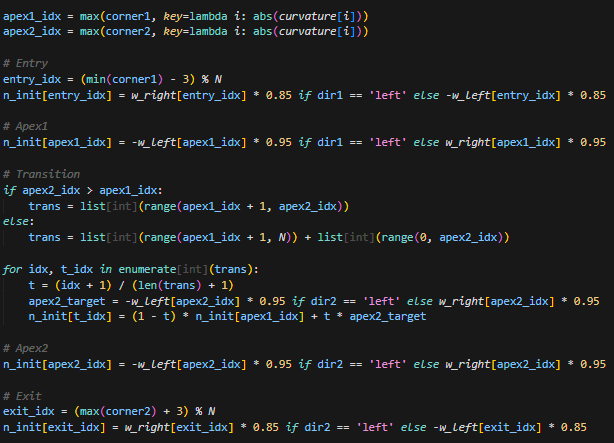 apex1_idx = max(corner1, key=lambda i: abs(curvature[i]))
apex2_idx = max(corner2, key=lambda i: abs(curvature[i]))
# Entry
entry_idx = (min(corner1) - 3) % N
n_init[entry_idx] = w_right[entry_idx] * 0.85 if dir1 == 'left' else -w_left[entry_idx] * 0.85
# Apex1
n_init[apex1_idx] = -w_left[apex1_idx] * 0.95 if dir1 == 'left' else w_right[apex1_idx] * 0.95
# Transition
if apex2_idx > apex1_idx:
    trans = list[int](range(apex1_idx + 1, apex2_idx))
else:
    trans = list[int](range(apex1_idx + 1, N)) + list[int](range(0, apex2_idx))
for idx, t_idx in enumerate[int](trans):
    t = (idx + 1) / (len(trans) + 1)
    apex2_target = -w_left[apex2_idx] * 0.95 if dir2 == 'left' else w_right[apex2_idx] * 0.95
    n_init[t_idx] = (1 - t) * n_init[apex1_idx] + t * apex2_target
# Apex2
n_init[apex2_idx] = -w_left[apex2_idx] * 0.95 if dir2 == 'left' else w_right[apex2_idx] * 0.95
# Exit
exit_idx = (max(corner2) + 3) % N
n_init[exit_idx] = w_right[exit_idx] * 0.85 if dir2 == 'left' else -w_left[exit_idx] * 0.85